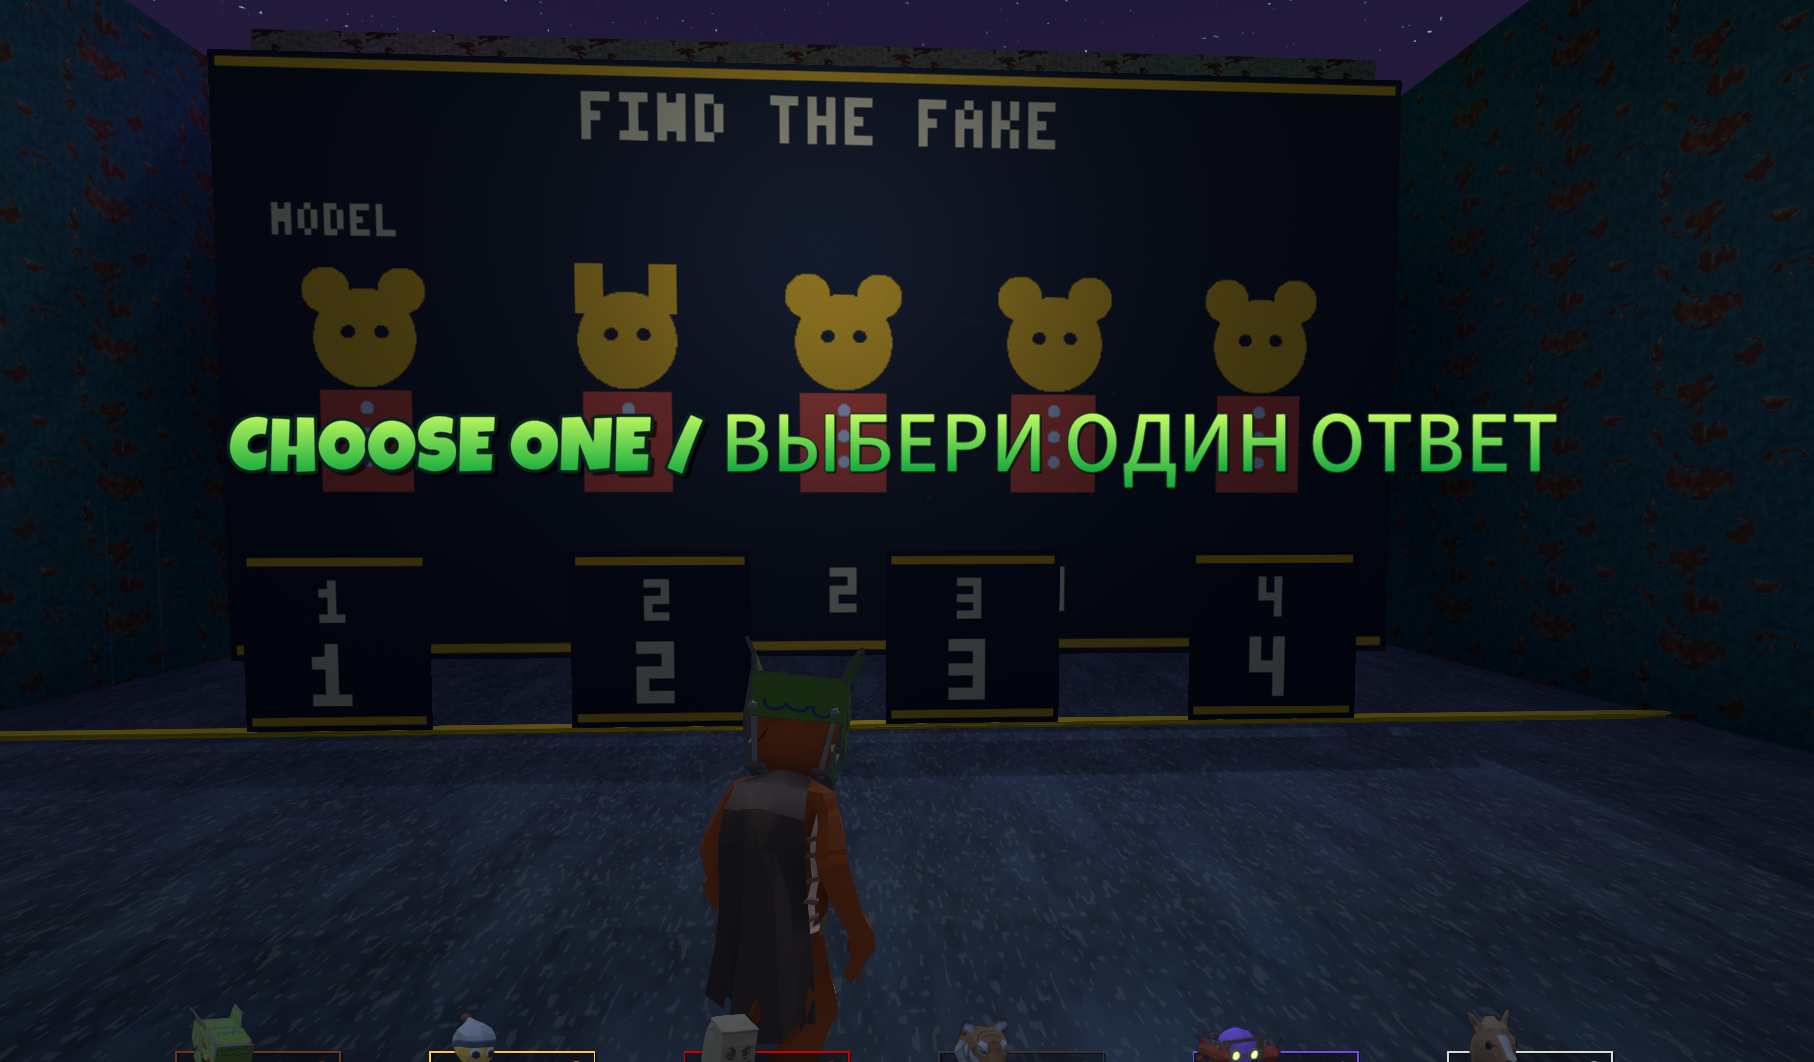 FIND THE FAKE
MODEL
CHOOSE ONE / ВЫБЕРИ ОДИН ОТВЕТ
1 2 2 3 4
1 2 3 4